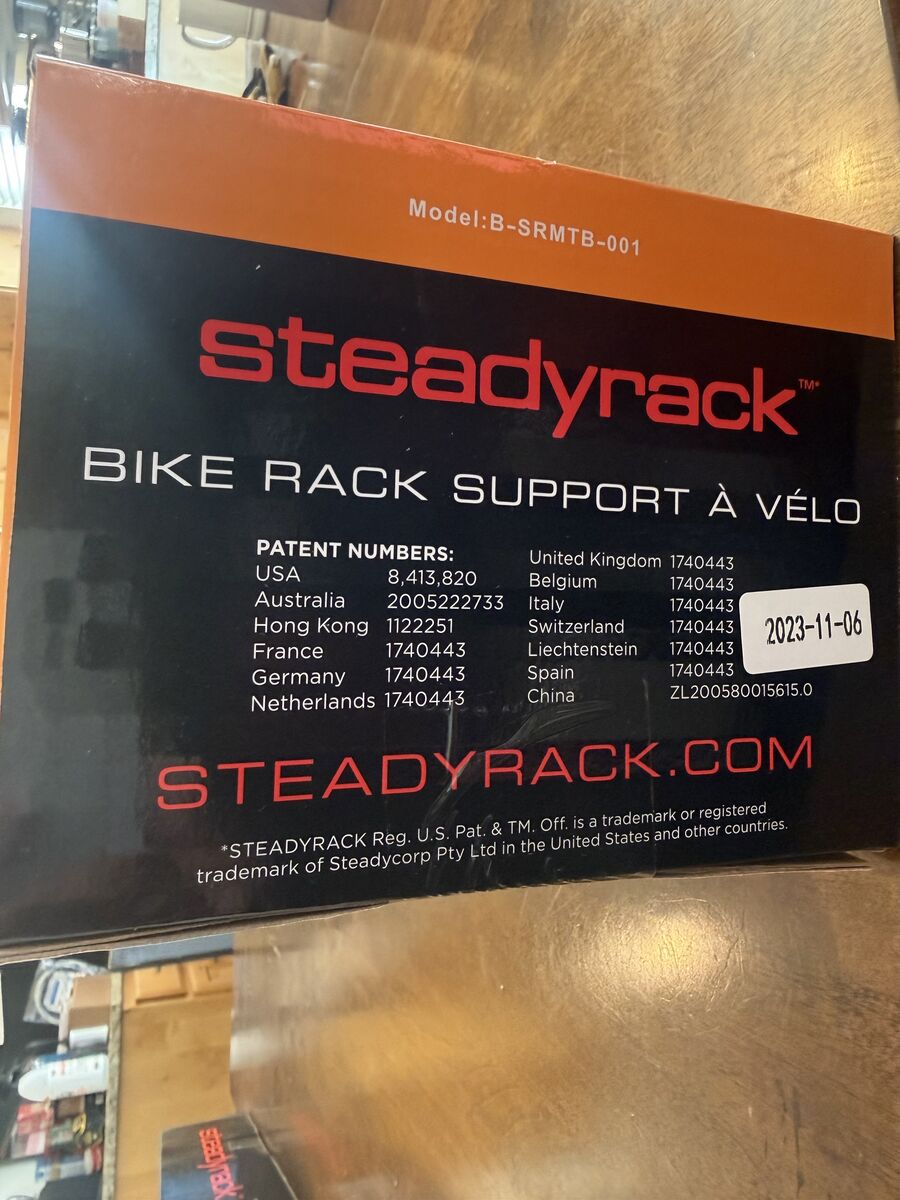 Model:B-SRMTB-001
steadyrack™*
BIKE RACK SUPPORT À VÉLO
PATENT NUMBERS:
USA 8,413,820
Australia 2005222733
Hong Kong 1122251
France 1740443
Germany 1740443
Netherlands 1740443
United Kingdom 1740443
Belgium 1740443
Italy 1740443
Switzerland 1740443
Liechtenstein 1740443
Spain 1740443
China ZL200580015615.0
2023-11-06
STEADYRACK.COM
*STEADYRACK Reg. U.S. Pat. & TM. Off. is a trademark or registered
trademark of Steadycorp Pty Ltd in the United States and other countries.
steadyrack